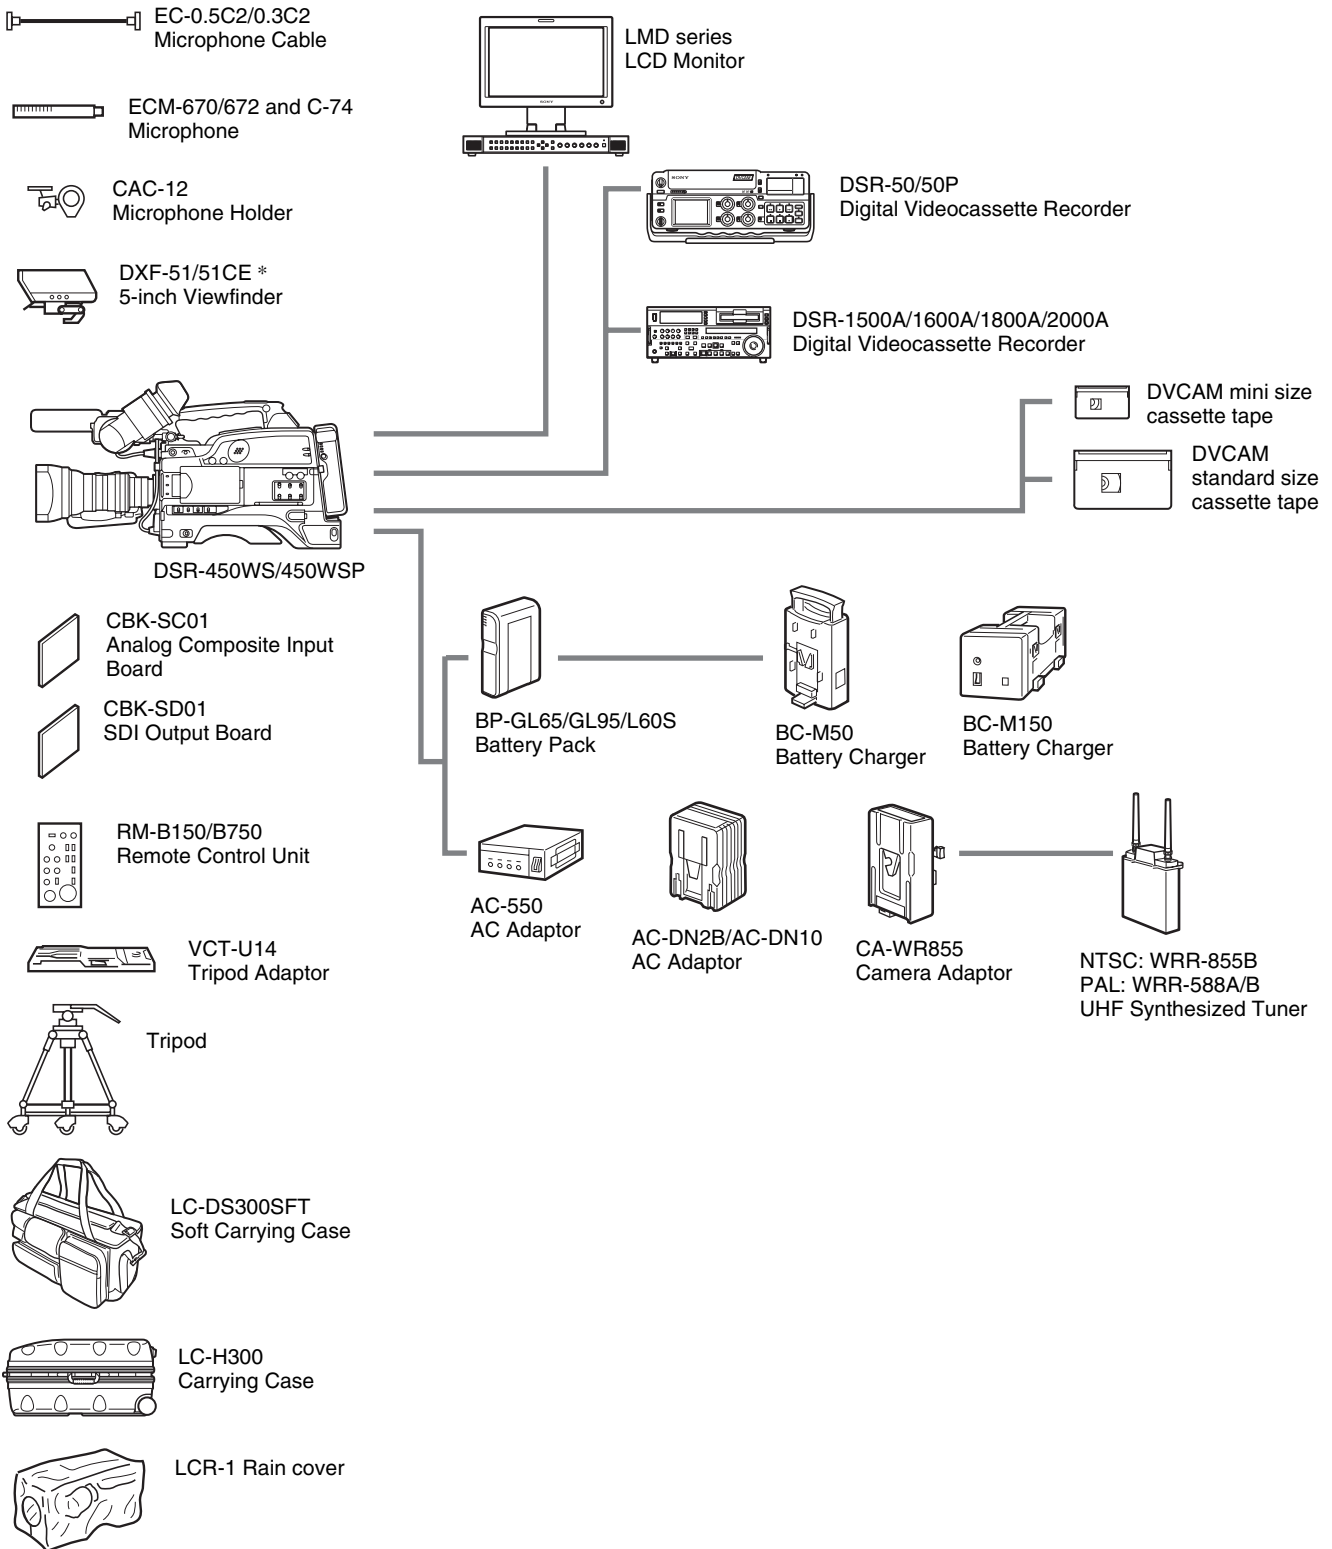 EC-0.5C2/0.3C2
Microphone Cable
LMD series
LCD Monitor
SONY
ECM-670/672 and C-74
Microphone
CAC-12
Microphone Holder
SONY
DSR-50/50P
Digital Videocassette Recorder
DXF-51/51CE *
5-inch Viewfinder
DSR-1500A/1600A/1800A/2000A
Digital Videocassette Recorder
DVCAM mini size
cassette tape
DVCAM
standard size
cassette tape
DSR-450WS/450WSP
CBK-SC01
Analog Composite Input
Board
CBK-SD01
SDI Output Board
BP-GL65/GL95/L60S
Battery Pack
BC-M50
Battery Charger
BC-M150
Battery Charger
RM-B150/B750
Remote Control Unit
AC-550
AC Adaptor
AC-DN2B/AC-DN10
AC Adaptor
CA-WR855
Camera Adaptor
NTSC: WRR-855B
PAL: WRR-588A/B
UHF Synthesized Tuner
VCT-U14
Tripod Adaptor
Tripod
LC-DS300SFT
Soft Carrying Case
LC-H300
Carrying Case
LCR-1 Rain cover